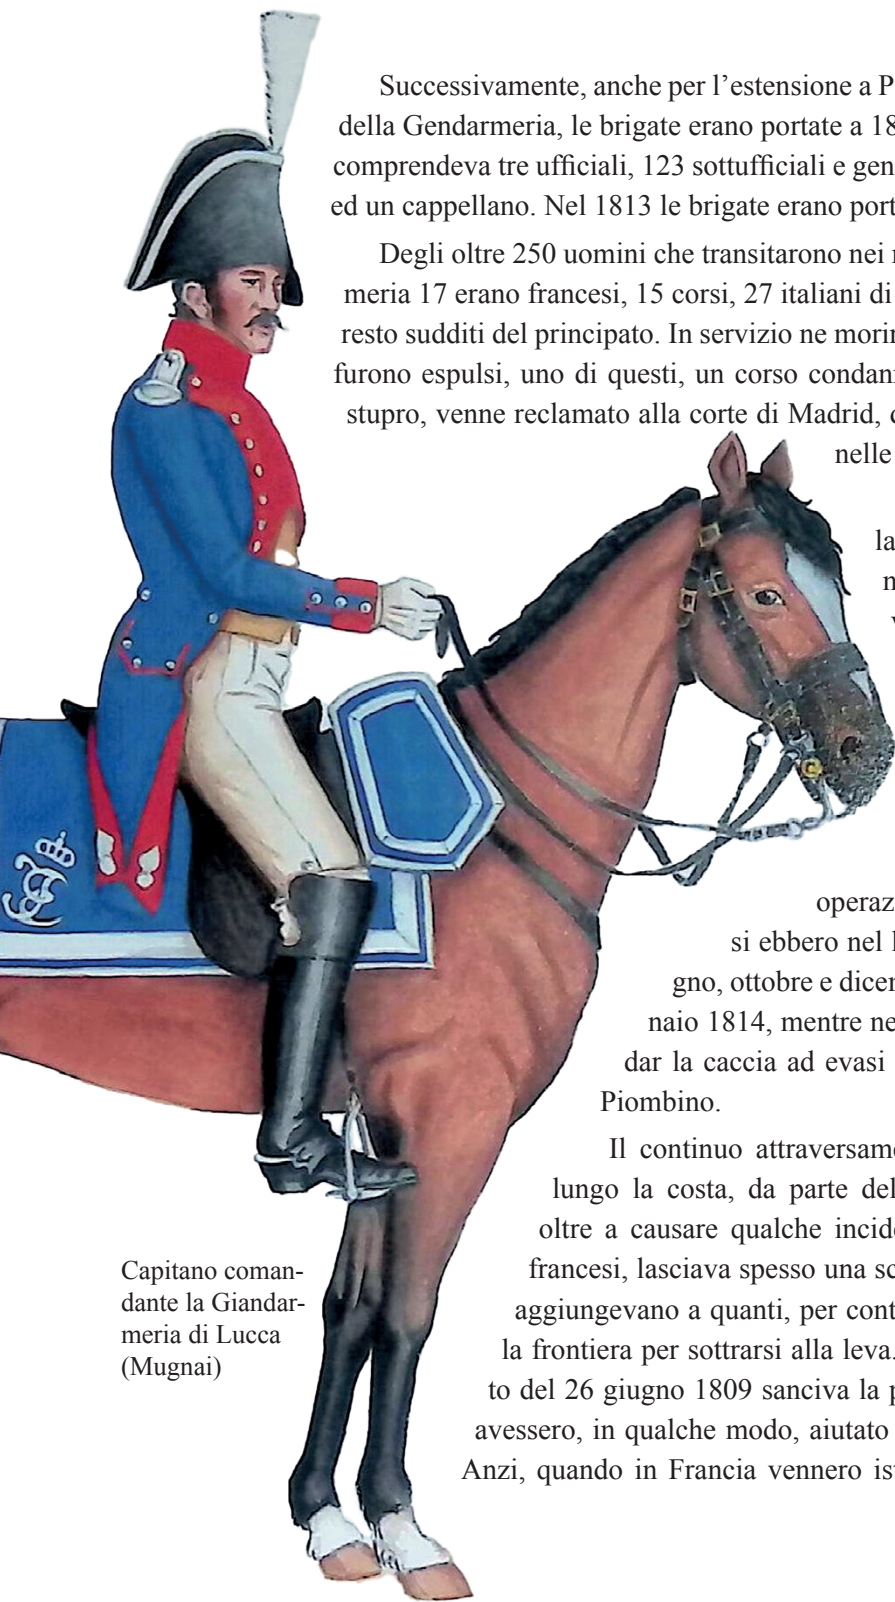 Successivamente, anche per l'estensione a P
della Gendarmeria, le brigate erano portate a 18
comprendeva tre ufficiali, 123 sottufficiali e gen
ed un cappellano. Nel 1813 le brigate erano port
Degli oltre 250 uomini che transitarono nei
meria 17 erano francesi, 15 corsi, 27 italiani di
resto sudditi del principato. In servizio ne morir
furono espulsi, uno di questi, un corso condan
stupro, venne reclamato alla corte di Madrid,
nelle
la
operaz
si ebbero nel
gno, ottobre e dicem
naio 1814, mentre ne
dar la caccia ad evasi
Piombino.
Il continuo attraversame
lungo la costa, da parte del
oltre a causare qualche incid
francesi, lasciava spesso una sc
aggiungevano a quanti, per cont
la frontiera per sottrarsi alla leva.
to del 26 giugno 1809 sanciva la p
avessero, in qualche modo, aiutato
Anzi, quando in Francia vennero is
Capitano coman-
dante la Giandar-
meria di Lucca
(Mugnai)